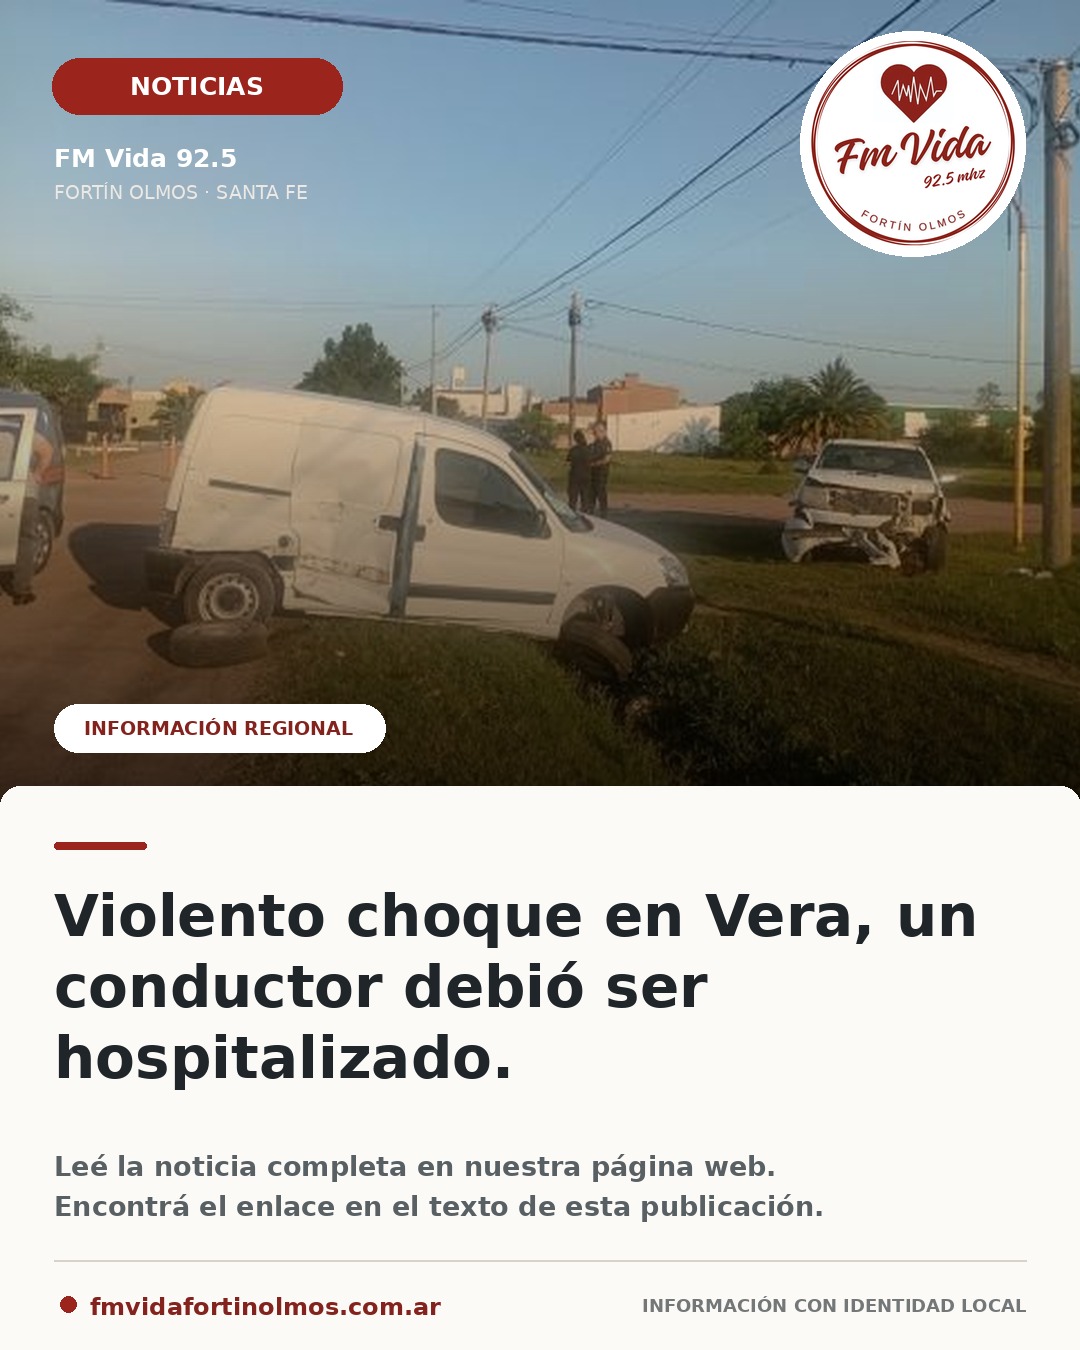 NOTICIAS
FM Vida 92.5
FORTÍN OLMOS · SANTA FE
Fm Vida
92.5 mhz
FORTÍN OLMOS
INFORMACIÓN REGIONAL
Violento choque en Vera, un
conductor debió ser
hospitalizado.
Leé la noticia completa en nuestra página web.
Encontrá el enlace en el texto de esta publicación.
fmvidafortinolmos.com.ar
INFORMACIÓN CON IDENTIDAD LOCAL